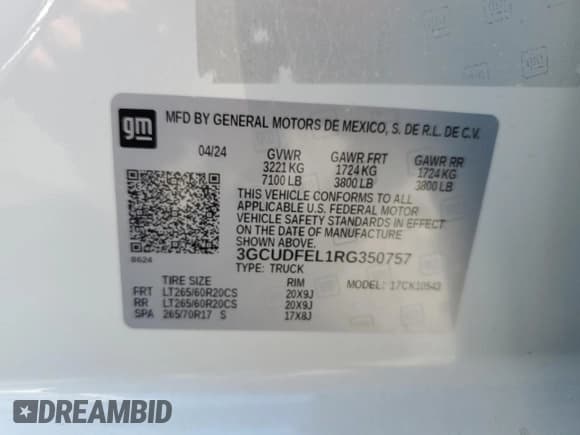 gm
MFD BY GENERAL MOTORS DE MEXICO, S. DE R.L. DE C.V.
04/24 GVWR GAWR FRT GAWR RR
3221 KG 1724 KG 1724 KG
7100 LB 3800 LB 3800 LB
THIS VEHICLE CONFORMS TO ALL
APPLICABLE U.S. FEDERAL MOTOR
VEHICLE SAFETY STANDARDS IN EFFECT
ON THE DATE OF MANUFACTURE
SHOWN ABOVE.
8624 3GCUDFEL1RG350757
TYPE: TRUCK MODEL: 17CK10543
TIRE SIZE RIM
FRT LT265/60R20CS 20X9J
RR LT265/60R20CS 20X9J
SPA 265/70R17 S 17X8J
DREAMBID